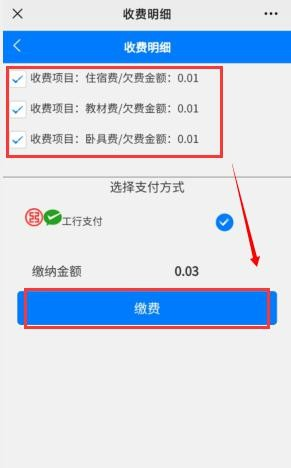 收费明细
收费明细
收费项目：住宿费/欠费金额：0.01
收费项目：教材费/欠费金额：0.01
收费项目：卧具费/欠费金额：0.01
选择支付方式
工行支付
缴纳金额 0.03
缴费